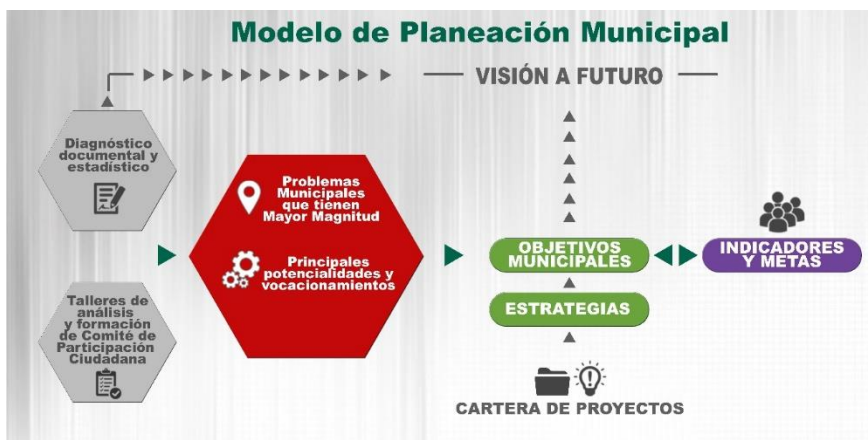 Modelo de Planeación Municipal
VISIÓN A FUTURO
Diagnóstico
documental y
estadístico
Talleres de
análisis
y formación
de Comité de
Participación
Ciudadana
Problemas
Municipales
que tienen
Mayor Magnitud
Principales
potencialidades y
vocacionamientos
OBJETIVOS
MUNICIPALES
ESTRATEGIAS
CARTERA DE PROYECTOS
INDICADORES
Y METAS